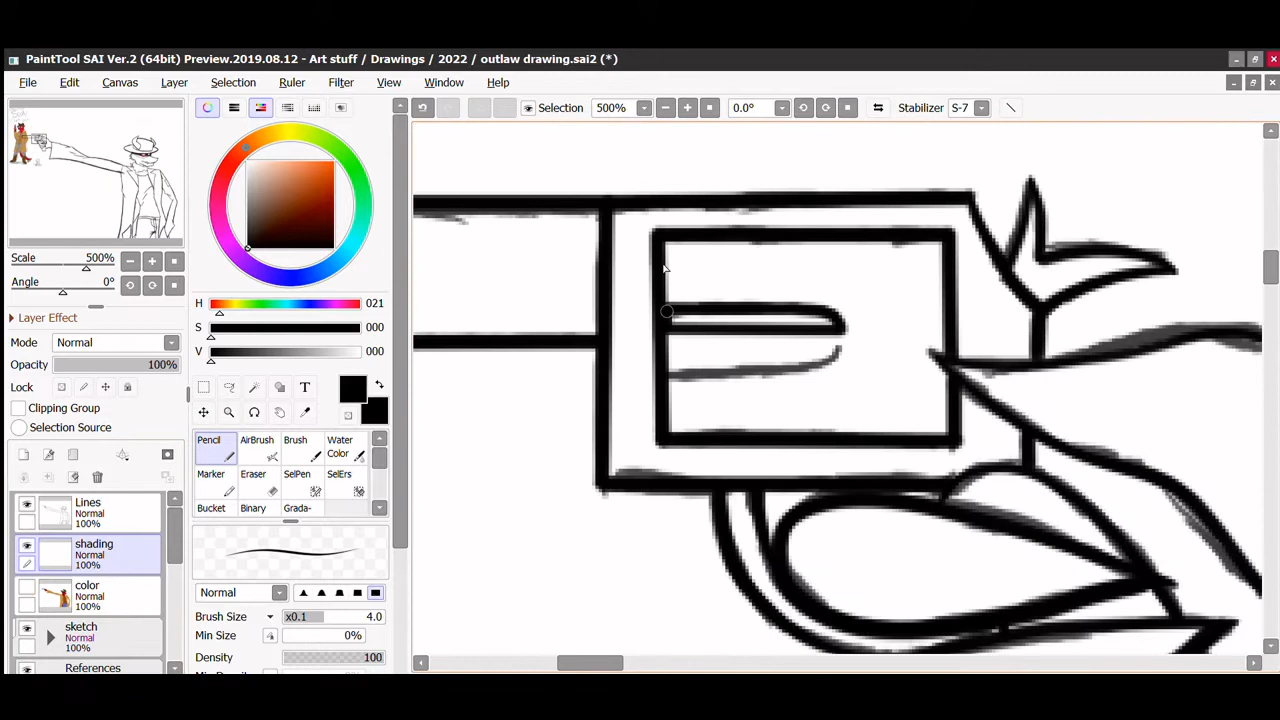 PaintTool SAI Ver.2 (64bit) Preview.2019.08.12 - Art stuff / Drawings / 2022 / outlaw drawing.sai2 (*)
File Edit Canvas Layer Selection Ruler Filter View Window Help
Selection 500% 0.0° Stabilizer S-7
Scale 500%
Angle 0°
Layer Effect
Mode Normal
Opacity 100%
Lock
Clipping Group
Selection Source
Lines
Normal
100%
shading
Normal
100%
color
Normal
100%
sketch
Normal
100%
References
H 021
S 000
V 000
T
Pencil AirBrush Brush Water Color
Marker Eraser SelPen SelErs
Bucket Binary Grada-
Normal
Brush Size x0.1 4.0
Min Size 0%
Density 100